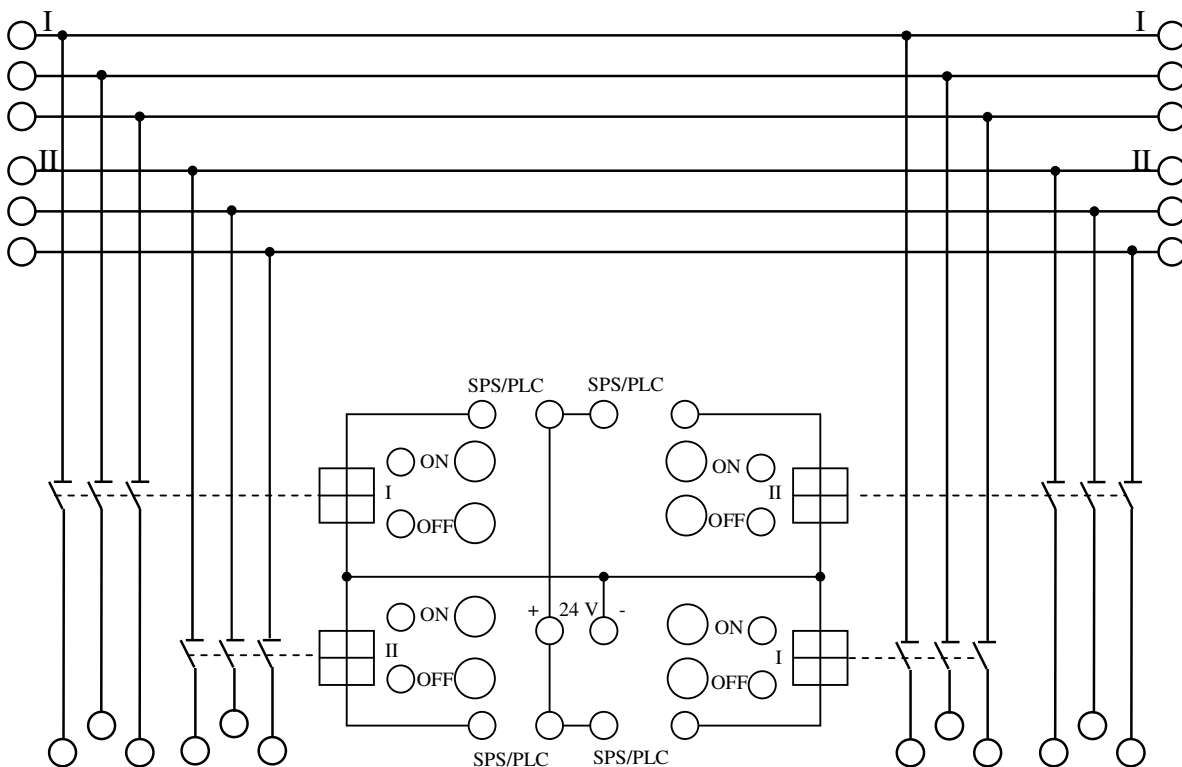 I I
II II
SPS/PLC SPS/PLC
ON ON
I II
OFF OFF
+ 24 V -
ON ON
II I
OFF OFF
SPS/PLC SPS/PLC